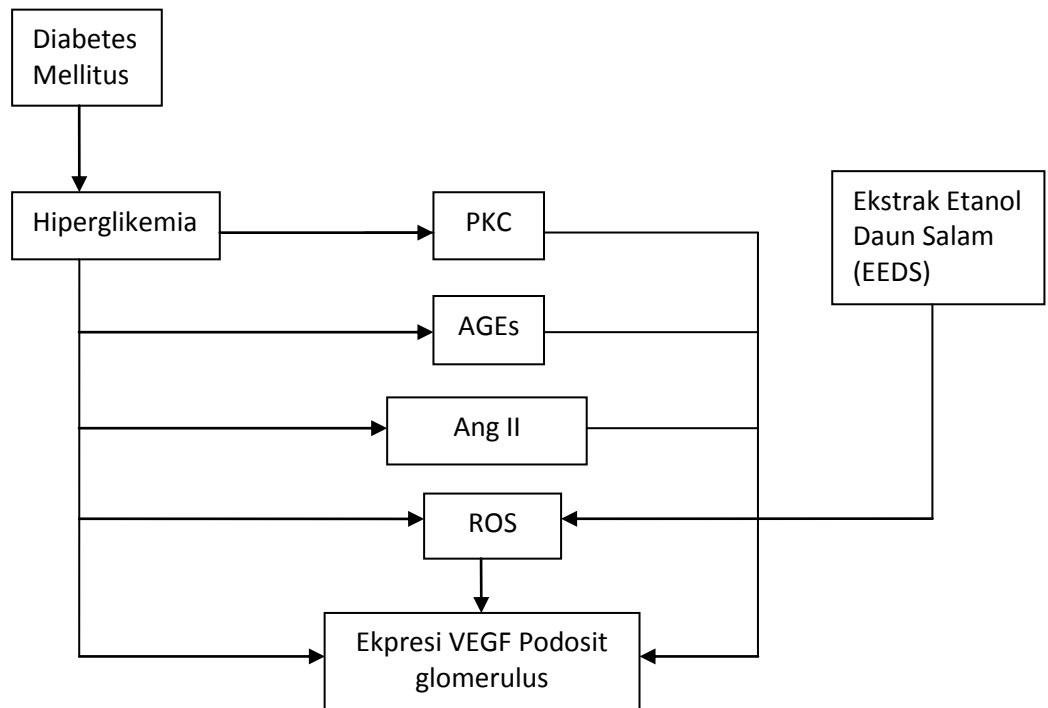 Diabetes
Mellitus
Hiperglikemia
PKC
Ekstrak Etanol
Daun Salam
(EEDS)
AGEs
Ang II
ROS
Ekpresi VEGF Podosit
glomerulus